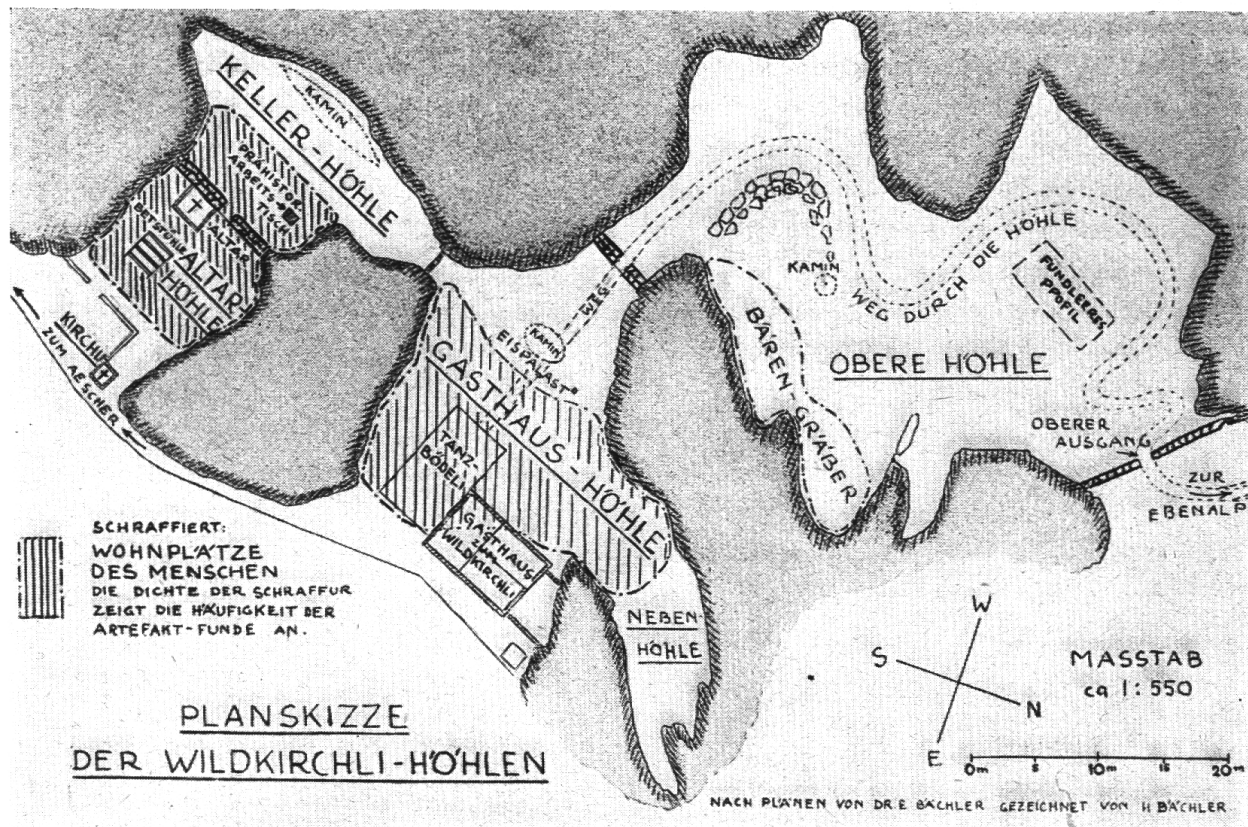 KELLER-HÖHLE
KAMIN
PRÄHISTOR.
ARBEITS-
TISCH
ALTAR
BETSTÜHLE
ALTAR
HÖHLE
KIRCHLI
ZUM AESCHER
WEG
KAMIN
"EISPALAST"
GASTHAUS-HÖHLE
TANZ-
BÖDELI
GASTHAUS
ZUM
WILDKIRCHLI
NEBEN-
HÖHLE
KAMIN
WEG DURCH DIE HÖHLE
FUNDLEERES
PROFIL
BÄREN-GRÄBER
OBERE HÖHLE
OBERER
AUSGANG
ZUR
EBENALP
SCHRAFFIERT:
WOHNPLÄTZE
DES MENSCHEN
DIE DICHTE DER SCHRAFFUR
ZEIGT DIE HÄUFIGKEIT DER
ARTEFAKT-FUNDE AN.
PLANSKIZZE
DER WILDKIRCHLI-HÖHLEN
W
S
N
E
MASSTAB
ca 1:550
0m 5 10m 15 20m
NACH PLÄNEN VON DR. E. BÄCHLER GEZEICHNET VON H. BÄCHLER